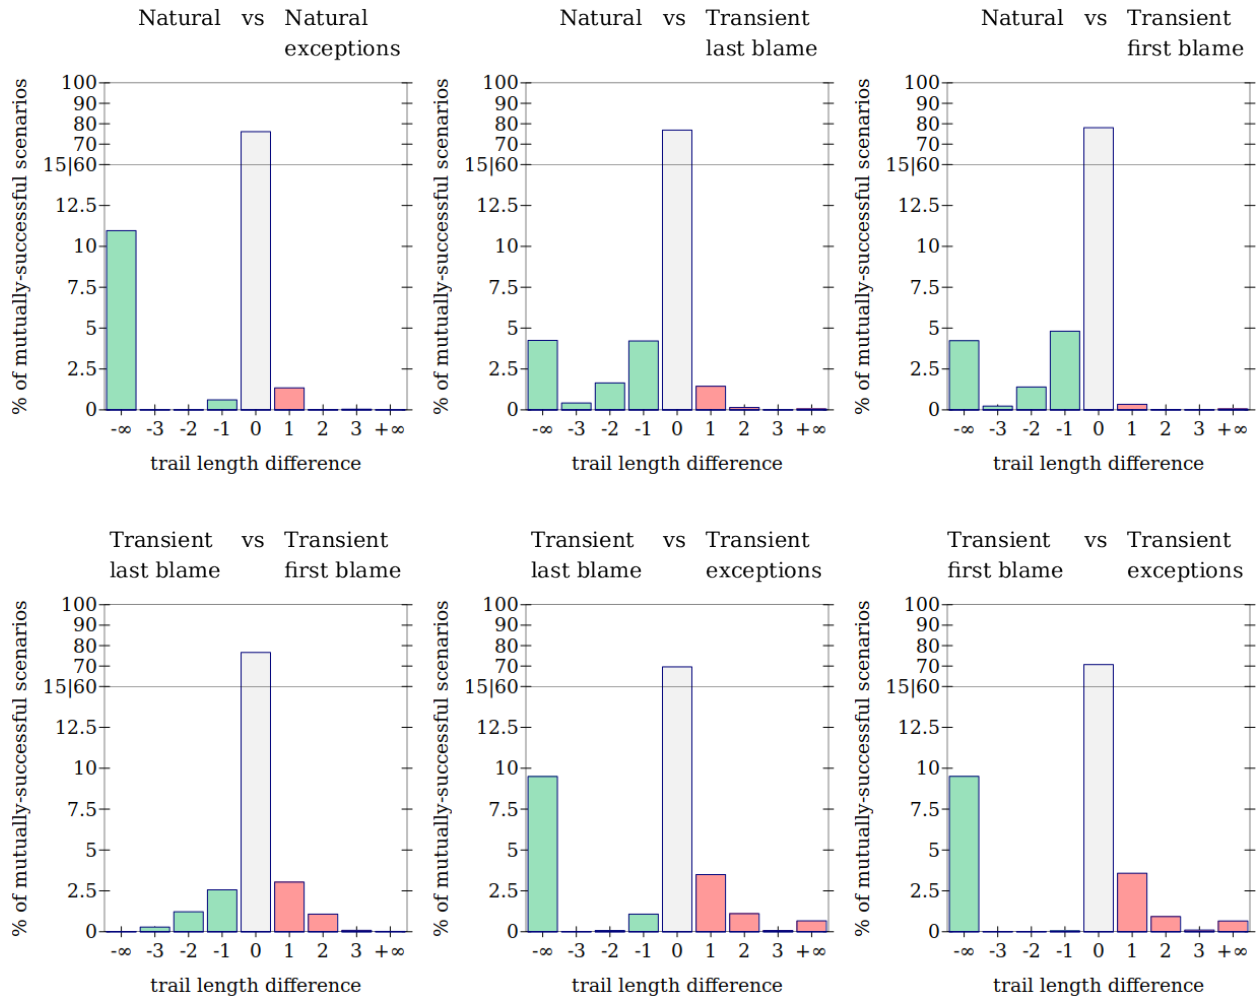 Natural vs Natural
exceptions
% of mutually-successful scenarios
100
90
80
70
15|60
12.5
10
7.5
5
2.5
0
-∞ -3 -2 -1 0 1 2 3 +∞
trail length difference
Natural vs Transient
last blame
% of mutually-successful scenarios
100
90
80
70
15|60
12.5
10
7.5
5
2.5
0
-∞ -3 -2 -1 0 1 2 3 +∞
trail length difference
Natural vs Transient
first blame
% of mutually-successful scenarios
100
90
80
70
15|60
12.5
10
7.5
5
2.5
0
-∞ -3 -2 -1 0 1 2 3 +∞
trail length difference
Transient vs Transient
last blame first blame
% of mutually-successful scenarios
100
90
80
70
15|60
12.5
10
7.5
5
2.5
0
-∞ -3 -2 -1 0 1 2 3 +∞
trail length difference
Transient vs Transient
last blame exceptions
% of mutually-successful scenarios
100
90
80
70
15|60
12.5
10
7.5
5
2.5
0
-∞ -3 -2 -1 0 1 2 3 +∞
trail length difference
Transient vs Transient
first blame exceptions
% of mutually-successful scenarios
100
90
80
70
15|60
12.5
10
7.5
5
2.5
0
-∞ -3 -2 -1 0 1 2 3 +∞
trail length difference